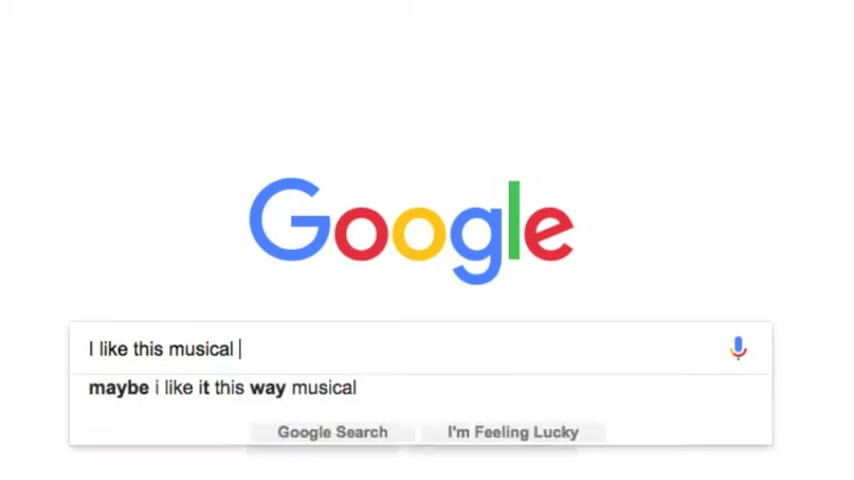 Google
I like this musical
maybe i like it this way musical
Google Search
I'm Feeling Lucky